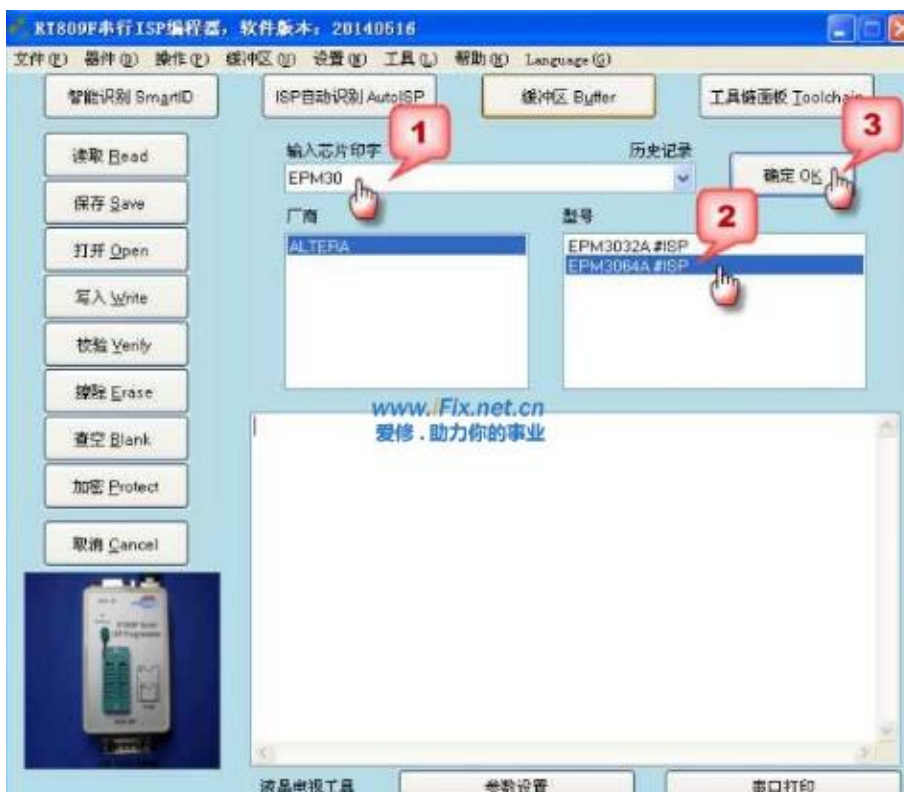 RT809F串行ISP编程器，软件版本：20140516
文件(F) 器件(D) 操作(P) 缓冲区(U) 设置(M) 工具(L) 帮助(H) Language(G)
智能识别 SmartID
ISP自动识别 AutoISP
缓冲区 Buffer
工具链面板 Toolchain
1
3
读取 Read
输入芯片印字
历史记录
EPM30
确定 OK
保存 Save
厂商
型号
2
ALTERA
EPM3032A #ISP
EPM3064A #ISP
打开 Open
写入 Write
校验 Verify
擦除 Erase
www.iFix.net.cn
爱修 . 助力你的事业
查空 Blank
加密 Protect
取消 Cancel
液晶电视工具
参数设置
串口打印